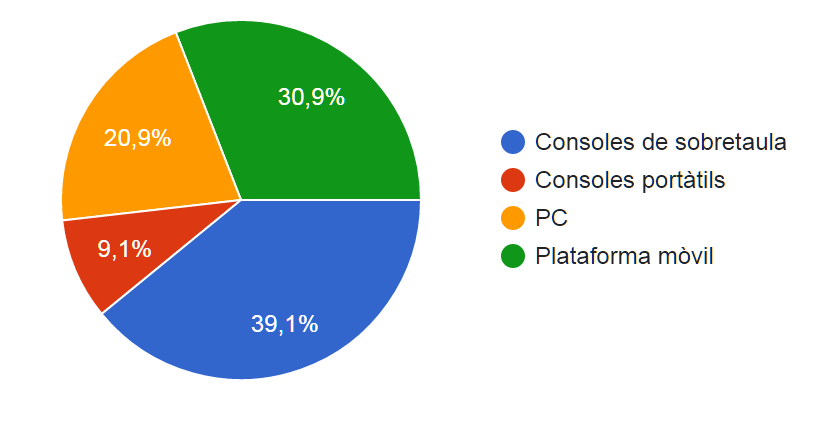 30,9%
20,9%
9,1%
39,1%
Consoles de sobretaula
Consoles portàtils
PC
Plataforma mòvil